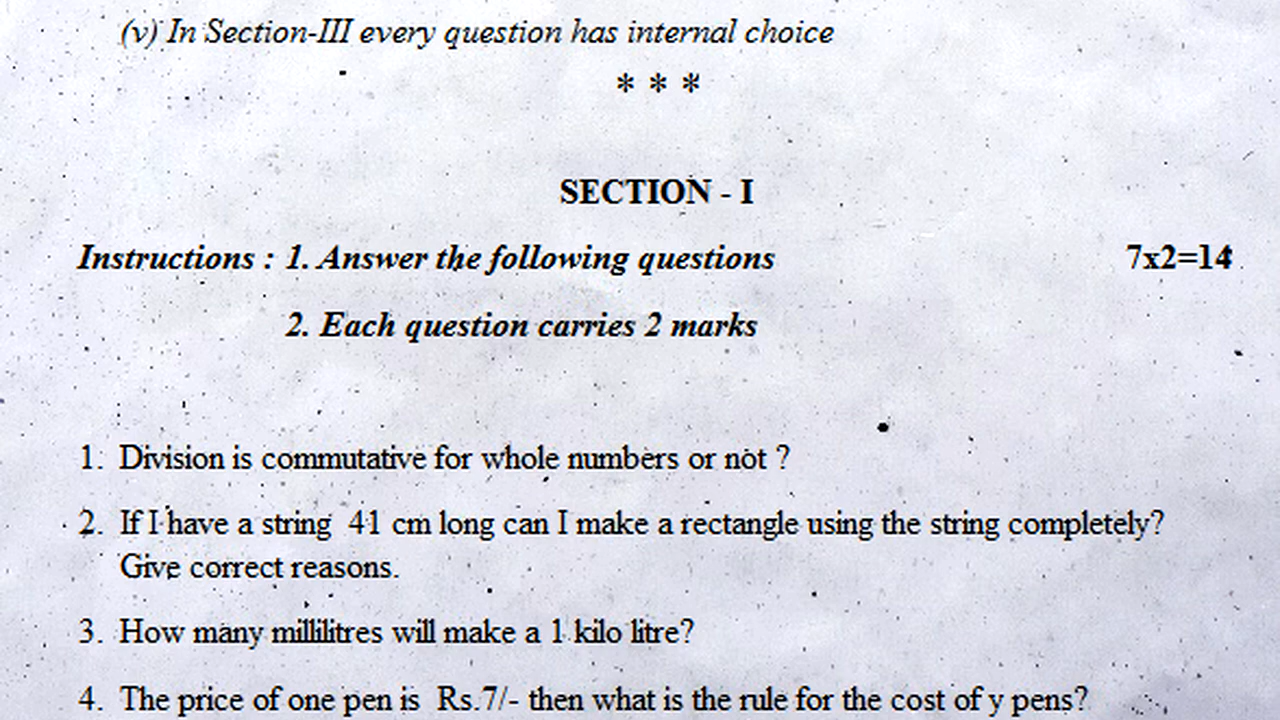 (v) In Section-III every question has internal choice
* * *
SECTION - I
Instructions : 1. Answer the following questions 7x2=14
2. Each question carries 2 marks
1. Division is commutative for whole numbers or not ?
2. If I have a string 41 cm long can I make a rectangle using the string completely?
Give correct reasons.
3. How many millilitres will make a 1 kilo litre?
4. The price of one pen is Rs.7/- then what is the rule for the cost of y pens?